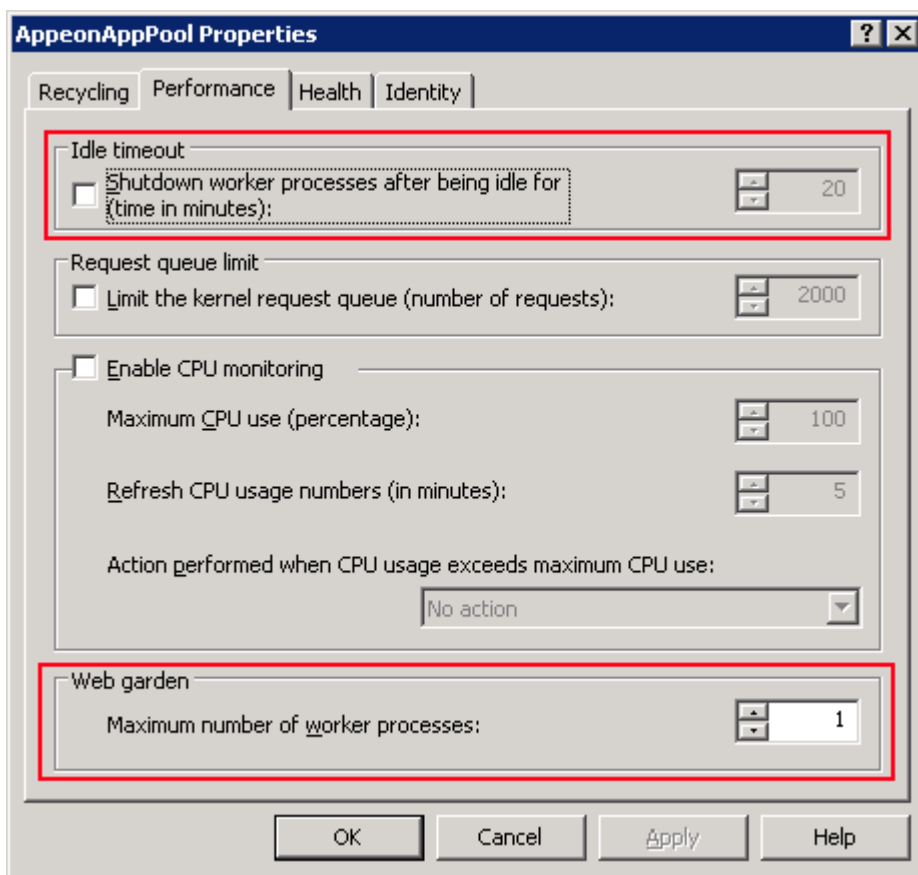 AppeonAppPool Properties
Recycling Performance Health Identity
Idle timeout
Shutdown worker processes after being idle for
(time in minutes):
20
Request queue limit
Limit the kernel request queue (number of requests):
2000
Enable CPU monitoring
Maximum CPU use (percentage):
100
Refresh CPU usage numbers (in minutes):
5
Action performed when CPU usage exceeds maximum CPU use:
No action
Web garden
Maximum number of worker processes:
1
OK Cancel Apply Help